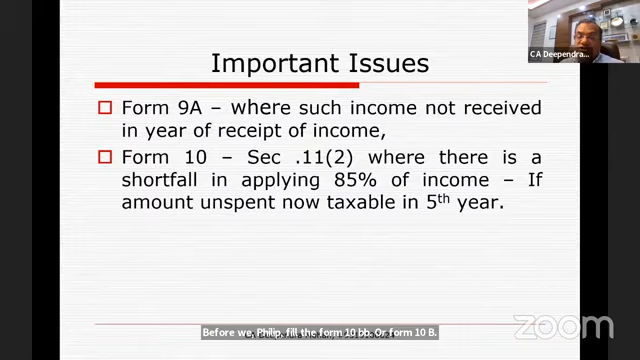 CA Deependra...
Important Issues
Form 9A – where such income not received
in year of receipt of income,
Form 10 – Sec .11(2) where there is a
shortfall in applying 85% of income – If
amount unspent now taxable in 5th year.
Before we, Philip, fill the form 10 bb. Or form 10 B.
zoom